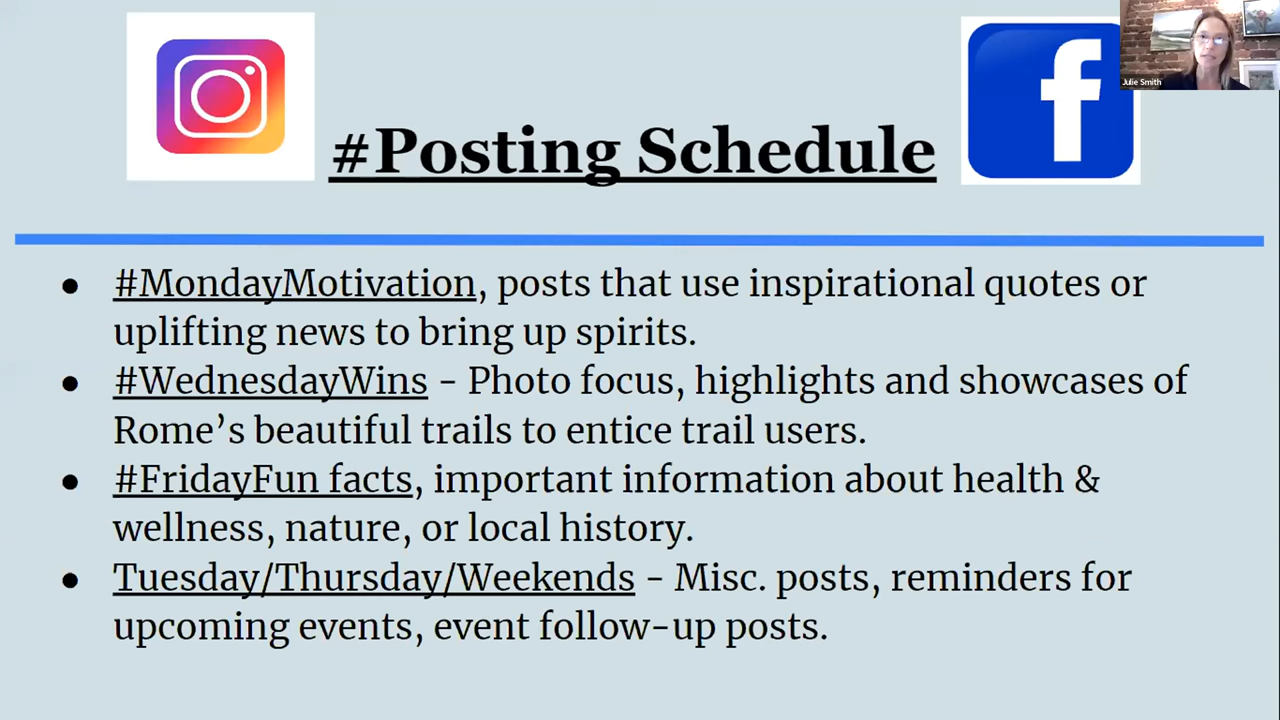 #Posting Schedule
Julie Smith
● #MondayMotivation, posts that use inspirational quotes or
uplifting news to bring up spirits.
● #WednesdayWins - Photo focus, highlights and showcases of
Rome’s beautiful trails to entice trail users.
● #FridayFun facts, important information about health &
wellness, nature, or local history.
● Tuesday/Thursday/Weekends - Misc. posts, reminders for
upcoming events, event follow-up posts.